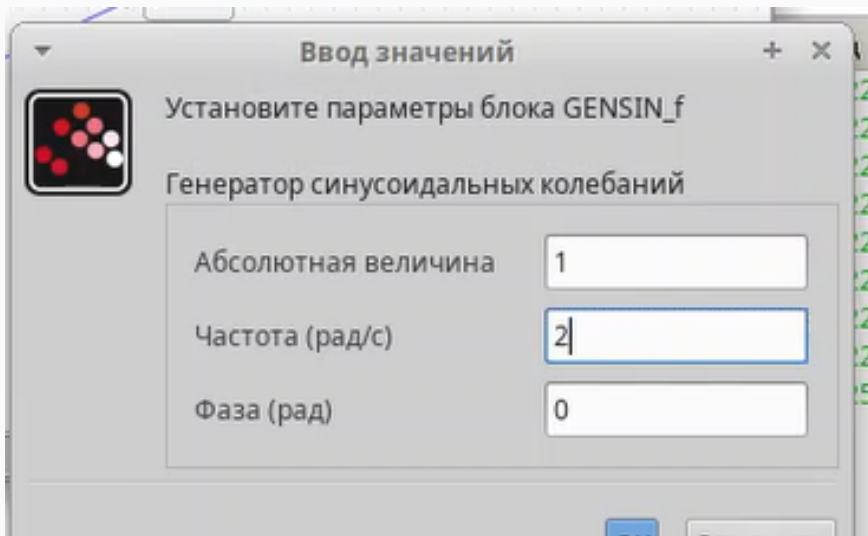 Ввод значений
Установите параметры блока GENSIN_f
Генератор синусоидальных колебаний
Абсолютная величина 1
Частота (рад/с) 2
Фаза (рад) 0